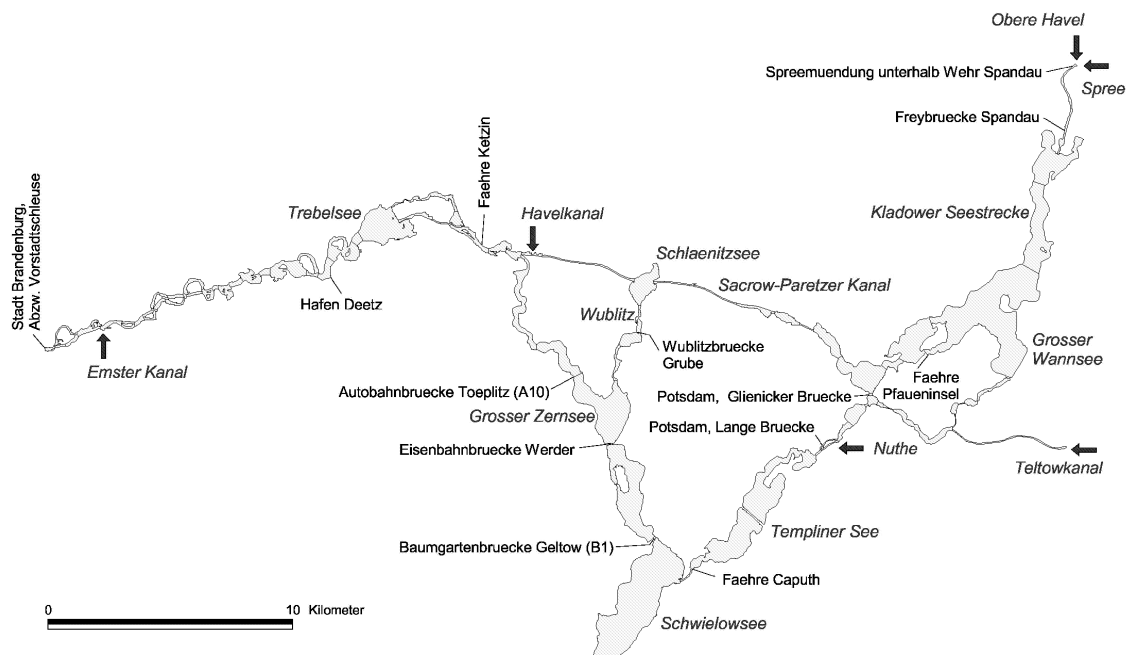 Obere Havel
Spreemuendung unterhalb Wehr Spandau
Spree
Freybruecke Spandau
Faehre Ketzin
Trebelsee
Havelkanal
Kladower Seestrecke
Stadt Brandenburg,
Abzw. Vorstadtschleuse
Schlaenitzsee
Sacrow-Paretzer Kanal
Hafen Deetz
Wublitz
Wublitzbruecke
Grube
Grosser
Wannsee
Emster Kanal
Autobahnbruecke Toeplitz (A10)
Faehre
Pfaueninsel
Potsdam, Glienicker Bruecke
Grosser Zernsee
Potsdam, Lange Bruecke
Eisenbahnbruecke Werder
Nuthe
Teltowkanal
Templiner See
Baumgartenbruecke Geltow (B1)
Faehre Caputh
0 10 Kilometer
Schwielowsee